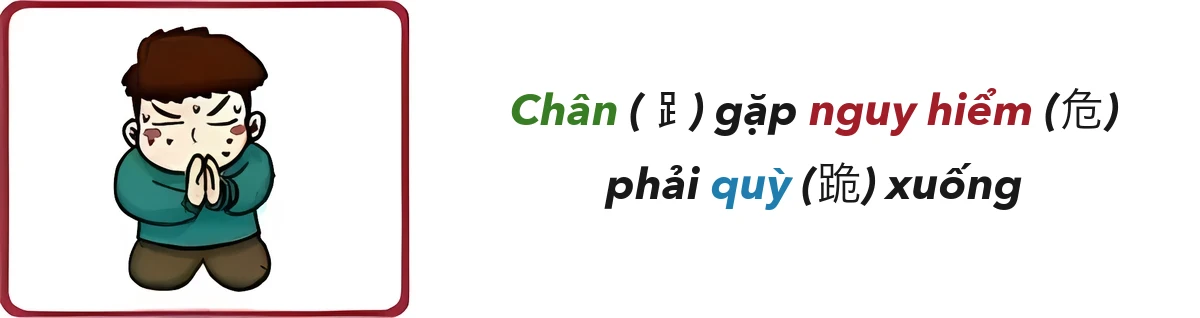 Chân (⻊) gặp nguy hiểm (危)
phải quỳ (跪) xuống